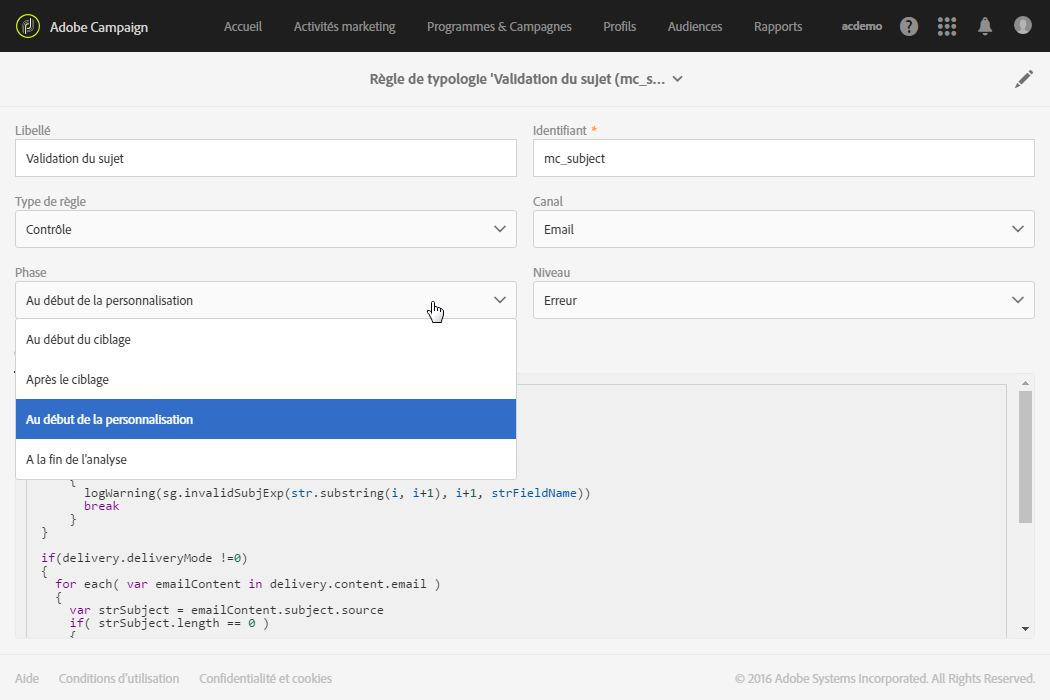 Adobe Campaign
Accueil
Activités marketing
Programmes & Campagnes
Profils
Audiences
Rapports
acdemo
?
Règle de typologie 'Validation du sujet (mc_s...
Libellé
Identifiant *
Validation du sujet
mc_subject
Type de règle
Canal
Contrôle
Email
Phase
Niveau
Au début de la personnalisation
Erreur
Au début du ciblage
Après le ciblage
Au début de la personnalisation
A la fin de l'analyse
{
logWarning(sg.invalidSubjExp(str.substring(i, i+1), i+1, strFieldName))
break
}
}
if(delivery.deliveryMode !=0)
{
for each( var emailContent in delivery.content.email )
{
var strSubject = emailContent.subject.source
if( strSubject.length == 0 )
{
Aide
Conditions d'utilisation
Confidentialité et cookies
© 2016 Adobe Systems Incorporated. All Rights Reserved.